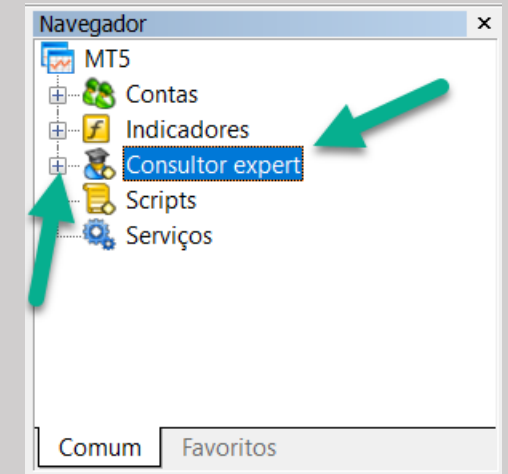 Navegador
MT5
Contas
Indicadores
Consultor expert
Scripts
Serviços
Comum Favoritos